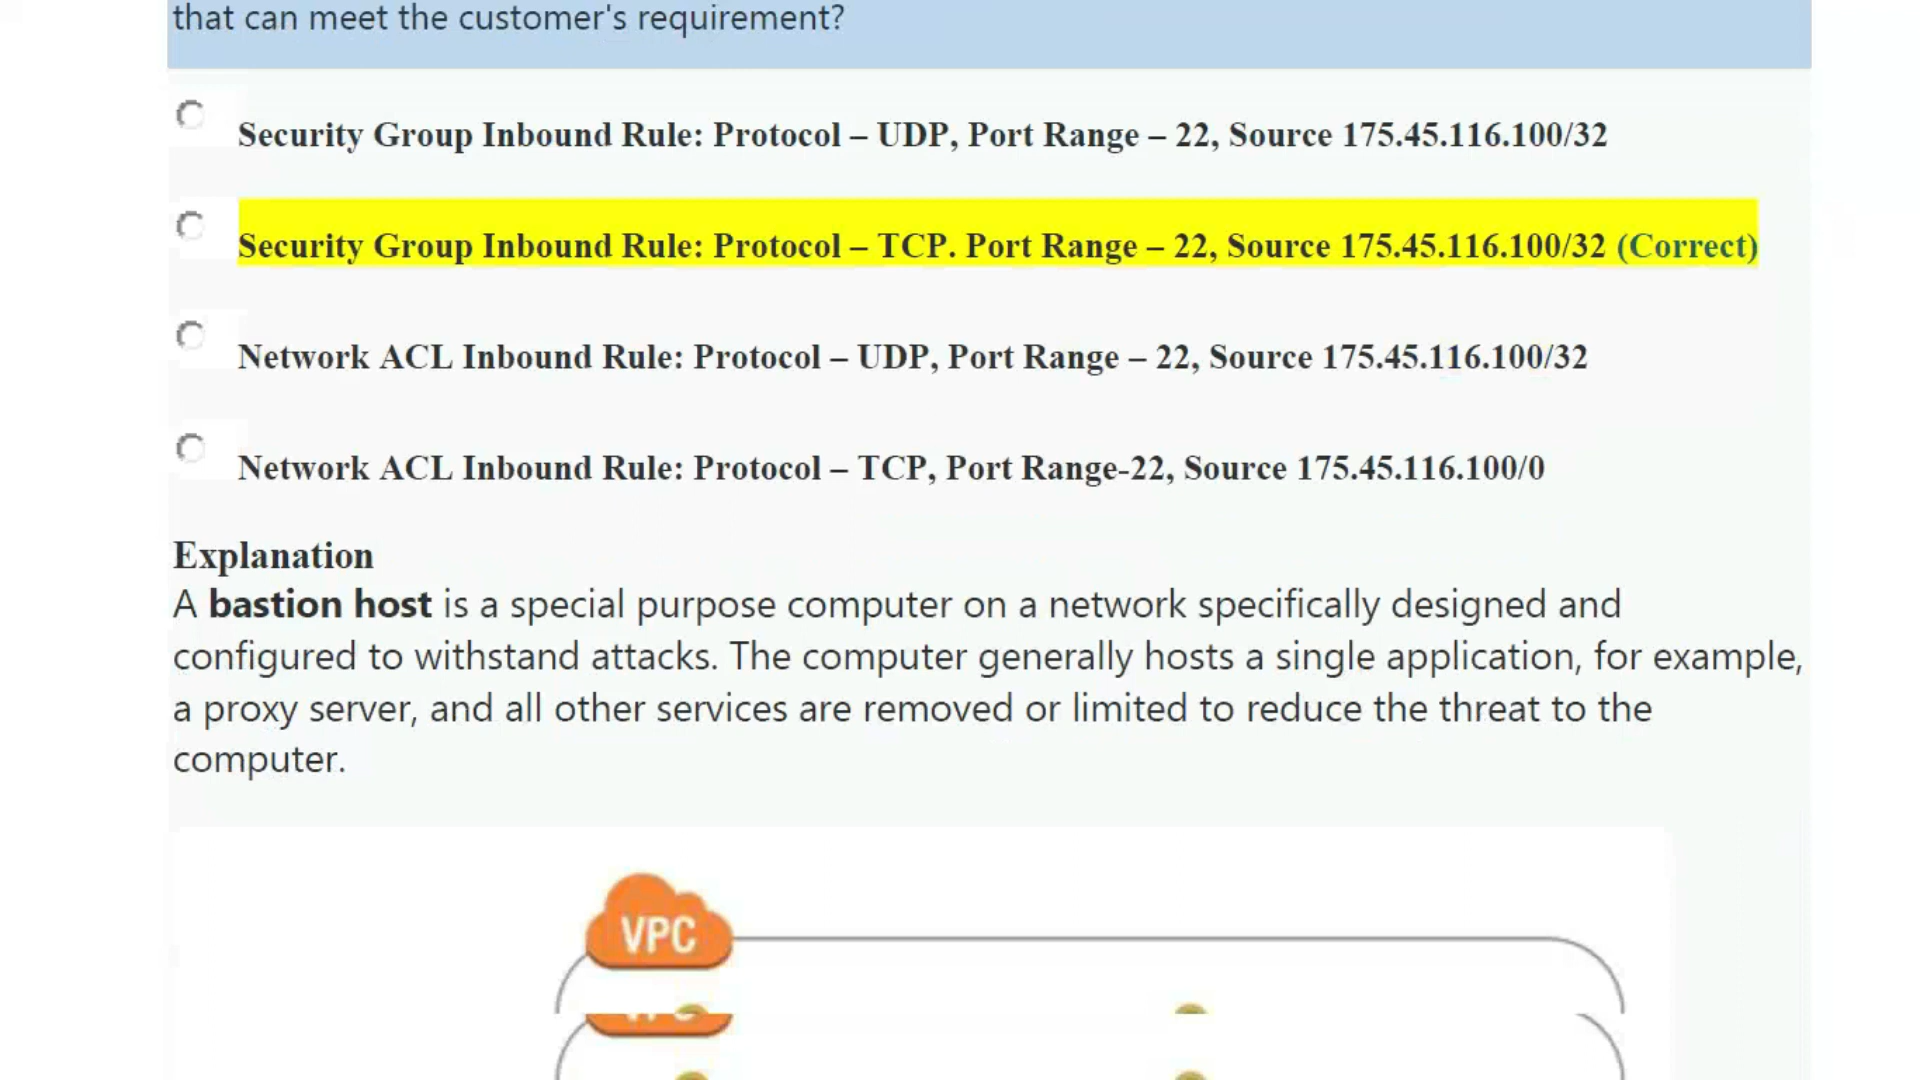 that can meet the customer's requirement?
Security Group Inbound Rule: Protocol – UDP, Port Range – 22, Source 175.45.116.100/32
Security Group Inbound Rule: Protocol – TCP. Port Range – 22, Source 175.45.116.100/32 (Correct)
Network ACL Inbound Rule: Protocol – UDP, Port Range – 22, Source 175.45.116.100/32
Network ACL Inbound Rule: Protocol – TCP, Port Range-22, Source 175.45.116.100/0
Explanation
A bastion host is a special purpose computer on a network specifically designed and
configured to withstand attacks. The computer generally hosts a single application, for example,
a proxy server, and all other services are removed or limited to reduce the threat to the
computer.
VPC